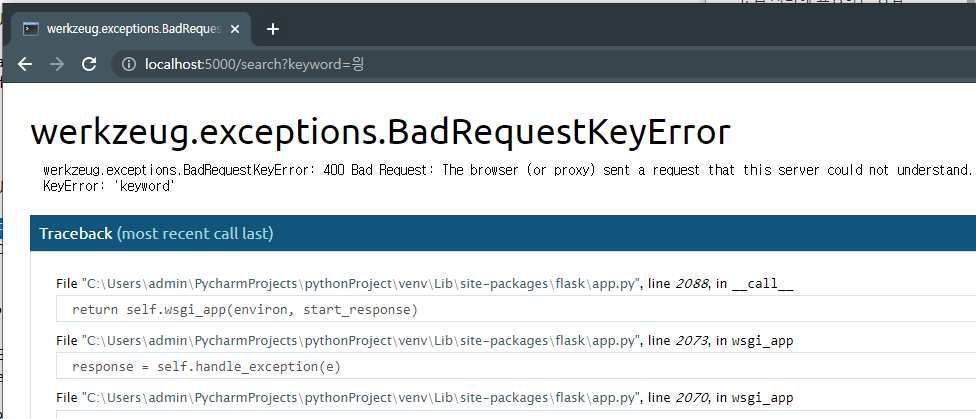 werkzeug.exceptions.BadReques
localhost:5000/search?keyword=윙
werkzeug.exceptions.BadRequestKeyError
werkzeug.exceptions.BadRequestKeyError: 400 Bad Request: The browser (or proxy) sent a request that this server could not understand.
KeyError: 'keyword'
Traceback (most recent call last)
File "C:\Users\admin\PycharmProjects\pythonProject\venv\Lib\site-packages\flask\app.py", line 2088, in __call__
return self.wsgi_app(environ, start_response)
File "C:\Users\admin\PycharmProjects\pythonProject\venv\Lib\site-packages\flask\app.py", line 2073, in wsgi_app
response = self.handle_exception(e)
File "C:\Users\admin\PycharmProjects\pythonProject\venv\Lib\site-packages\flask\app.py", line 2070, in wsgi_app